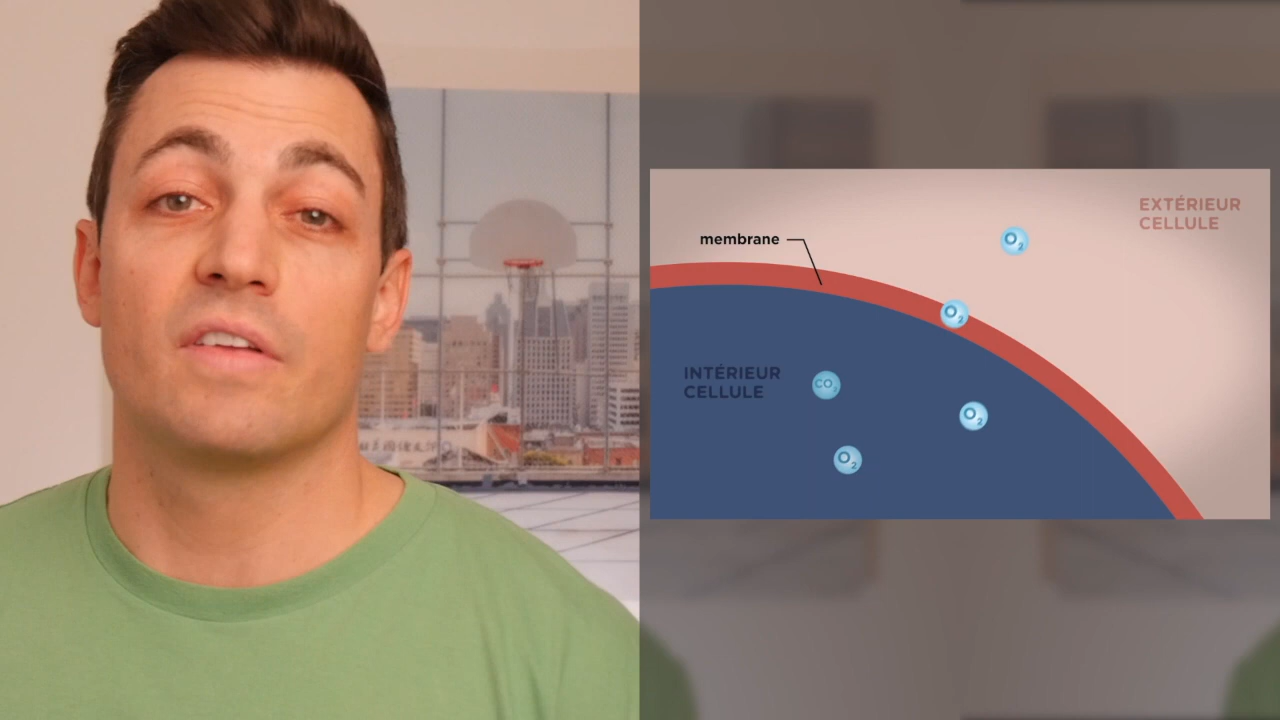 EXTÉRIEUR
CELLULE
membrane
O₂
O₂
INTÉRIEUR
CELLULE
CO₂
O₂
O₂